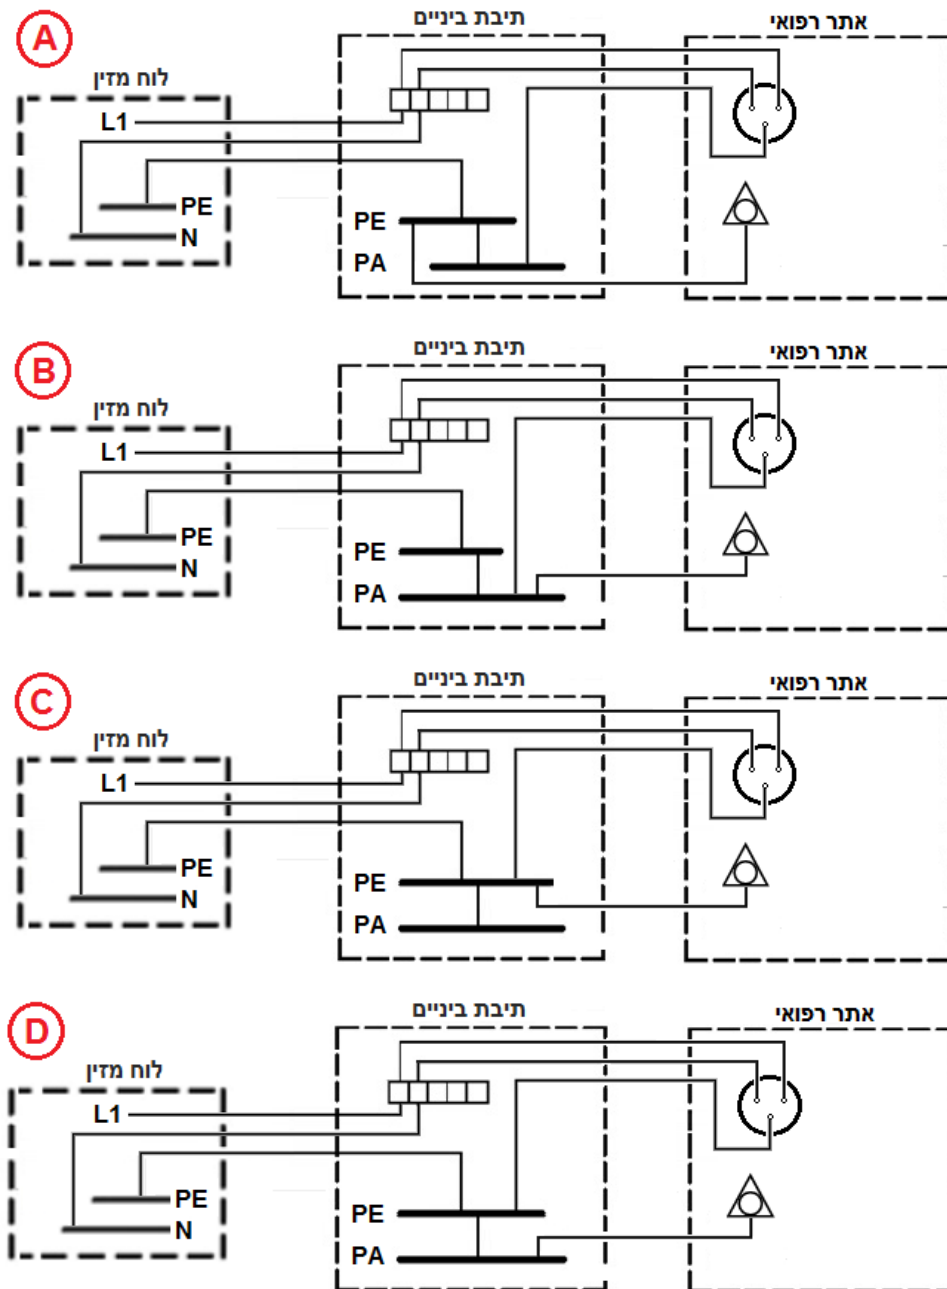 A
תיבת ביניים
אתר רפואי
לוח מזין
L1
PE
N
PE
PA
B
תיבת ביניים
אתר רפואי
לוח מזין
L1
PE
N
PE
PA
C
תיבת ביניים
אתר רפואי
לוח מזין
L1
PE
N
PE
PA
D
תיבת ביניים
אתר רפואי
לוח מזין
L1
PE
N
PE
PA